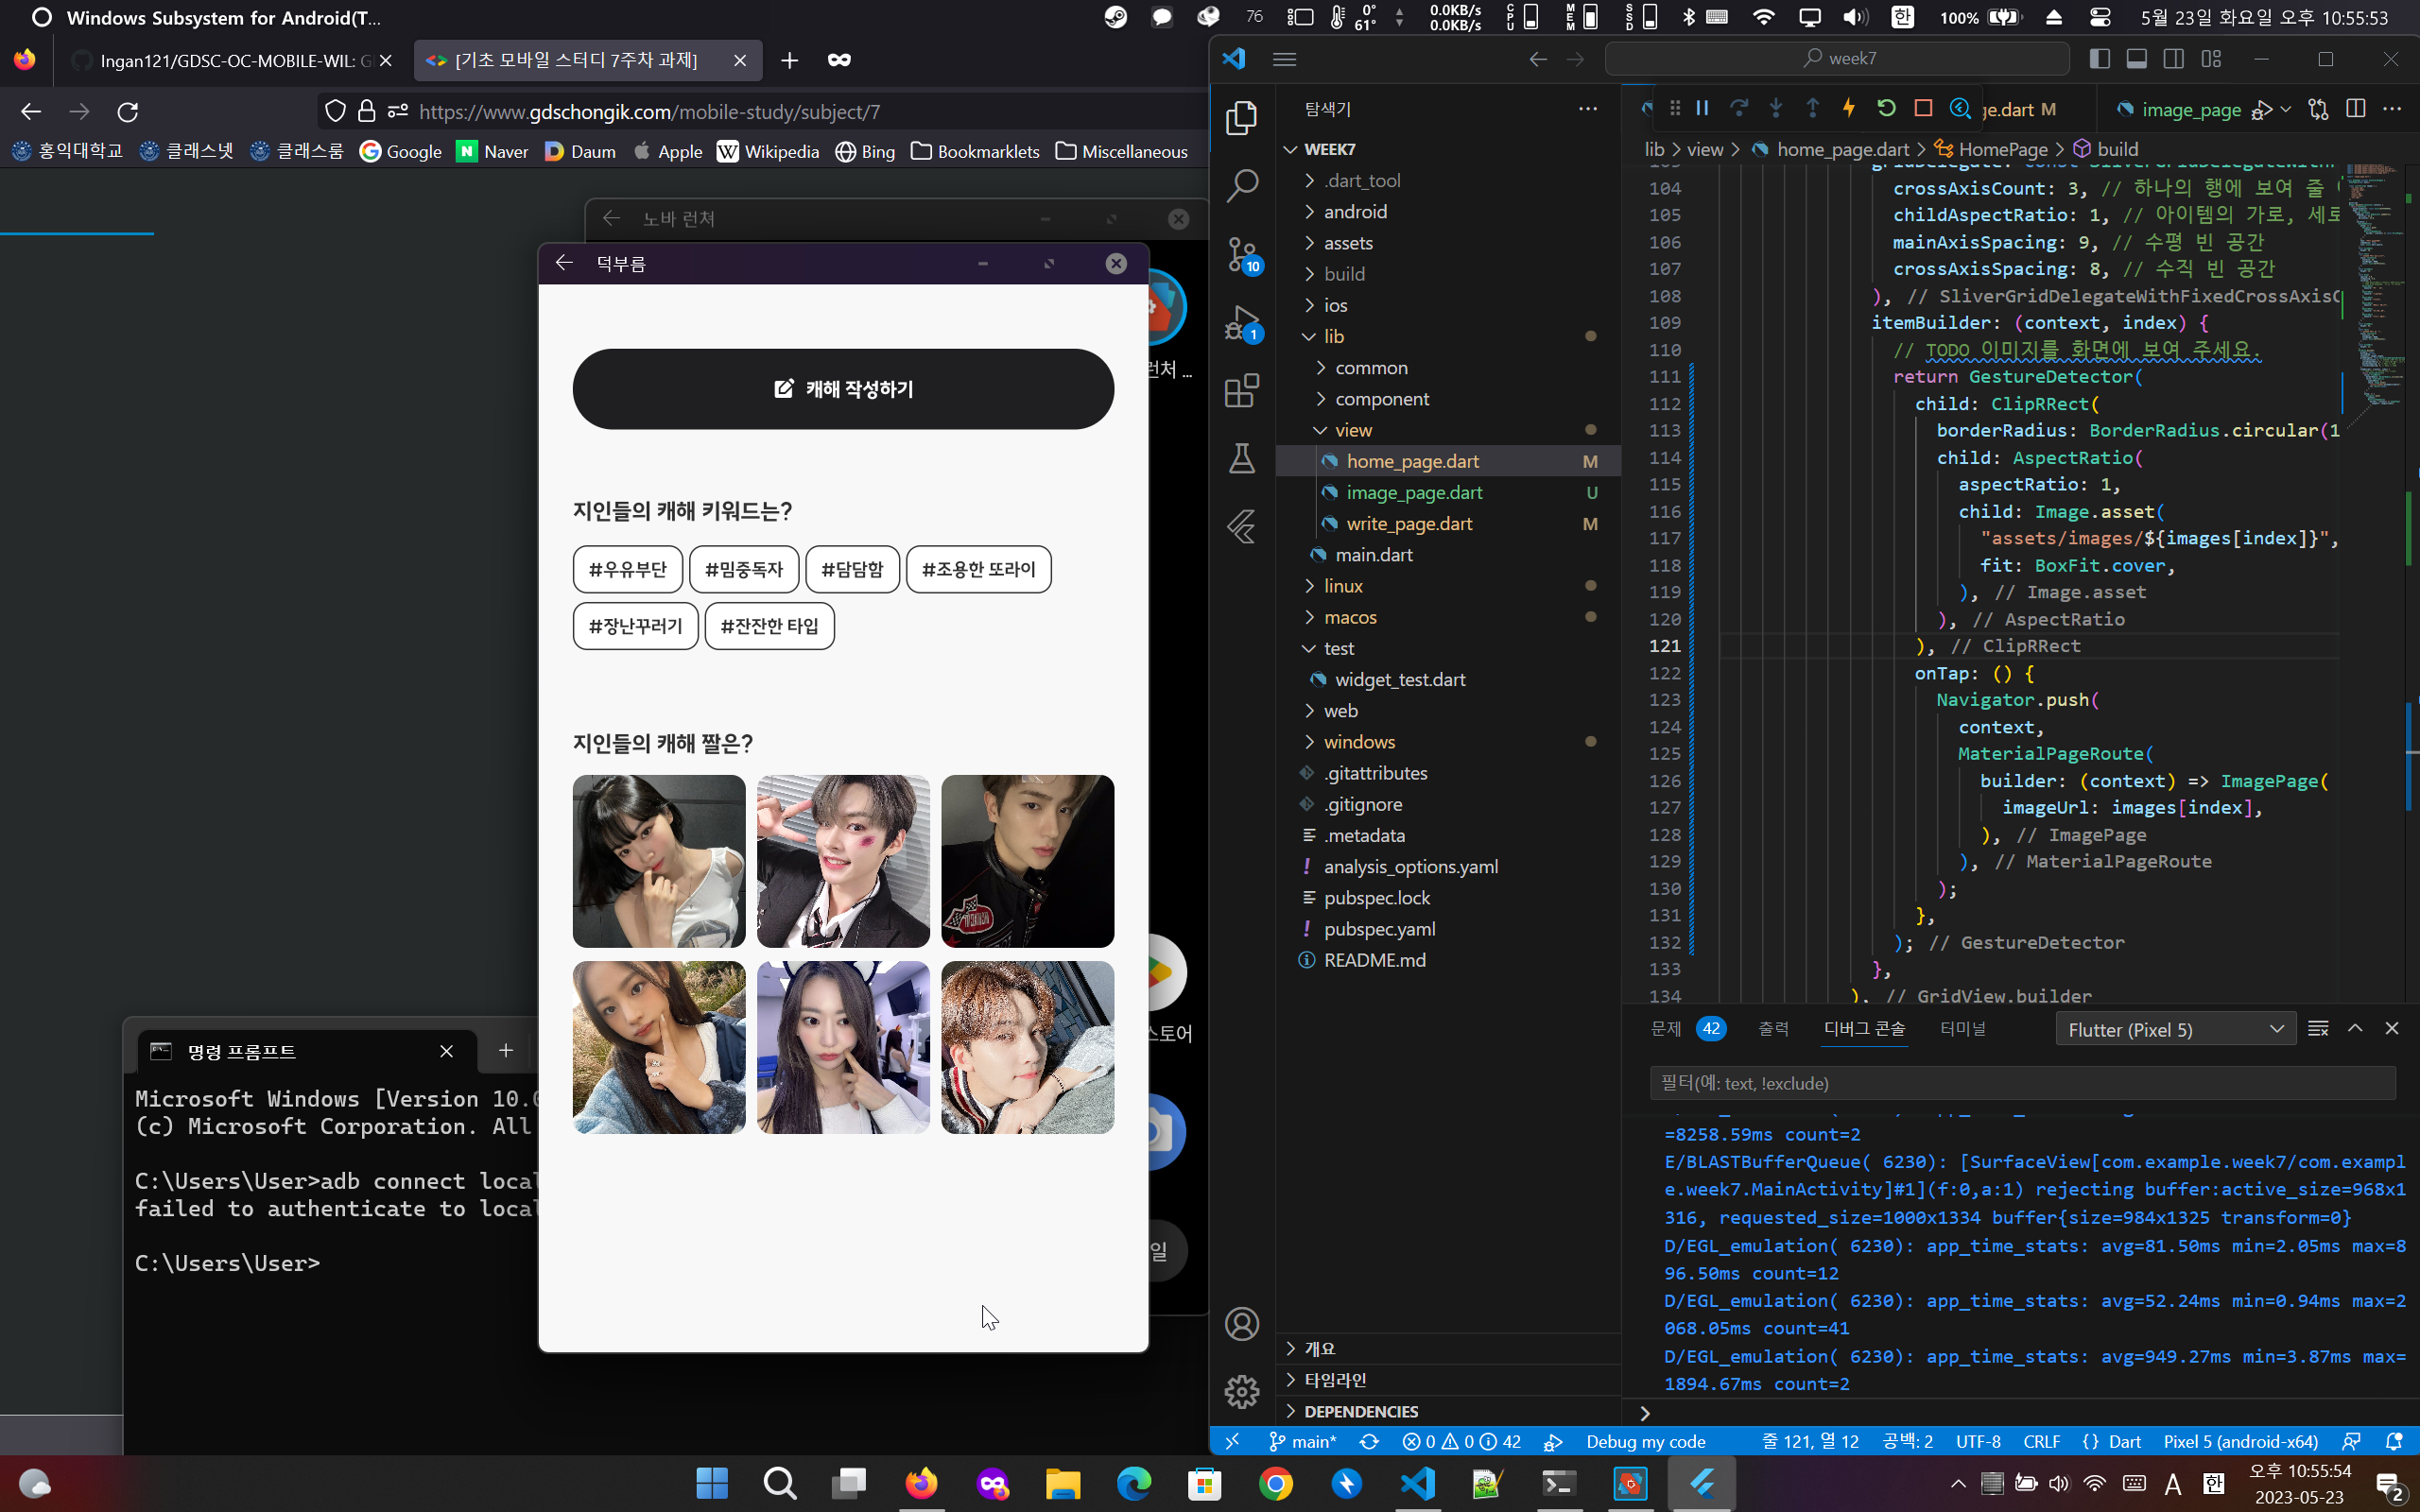 Windows Subsystem for Android(T...
76
0°
61°
0.0KB/s
0.0KB/s
CPU
MEM
SSD
한
100%
5월 23일 화요일 오후 10:55:53
Ingan121/GDSC-OC-MOBILE-WIL: G
[기초 모바일 스터디 7주차 과제]
https://www.gdschongik.com/mobile-study/subject/7
홍익대학교
클래스넷
클래스룸
Google
Naver
Daum
Apple
Wikipedia
Bing
Bookmarklets
Miscellaneous
노바 런쳐
런처 ...
스토어
일
덕부름
캐해 작성하기
지인들의 캐해 키워드는?
#우유부단
#밈중독자
#담담함
#조용한 또라이
#장난꾸러기
#잔잔한 타입
지인들의 캐해 짤은?
명령 프롬프트
Microsoft Windows [Version 10.0
(c) Microsoft Corporation. All
C:\Users\User>adb connect local
failed to authenticate to local
C:\Users\User>
week7
탐색기
WEEK7
.dart_tool
android
assets
build
ios
lib
common
component
view
home_page.dart M
image_page.dart U
write_page.dart M
main.dart
linux
macos
test
widget_test.dart
web
windows
.gitattributes
.gitignore
.metadata
analysis_options.yaml
pubspec.lock
pubspec.yaml
README.md
개요
타임라인
DEPENDENCIES
10
1
ge.dart M
image_page
lib > view > home_page.dart > HomePage > build
104 crossAxisCount: 3, // 하나의 행에 보여 줄
105 childAspectRatio: 1, // 아이템의 가로, 세로
106 mainAxisSpacing: 9, // 수평 빈 공간
107 crossAxisSpacing: 8, // 수직 빈 공간
108 ), // SliverGridDelegateWithFixedCrossAxisC
109 itemBuilder: (context, index) {
110 // TODO 이미지를 화면에 보여 주세요.
111 return GestureDetector(
112 child: ClipRRect(
113 borderRadius: BorderRadius.circular(1
114 child: AspectRatio(
115 aspectRatio: 1,
116 child: Image.asset(
117 "assets/images/${images[index]}",
118 fit: BoxFit.cover,
119 ), // Image.asset
120 ), // AspectRatio
121 ), // ClipRRect
122 onTap: () {
123 Navigator.push(
124 context,
125 MaterialPageRoute(
126 builder: (context) => ImagePage(
127 imageUrl: images[index],
128 ), // ImagePage
129 ), // MaterialPageRoute
130 );
131 },
132 ); // GestureDetector
133 },
134 ), // GridView.builder
문제 42
출력
디버그 콘솔
터미널
Flutter (Pixel 5)
필터(예: text, !exclude)
=8258.59ms count=2
E/BLASTBufferQueue( 6230): [SurfaceView[com.example.week7/com.exampl
e.week7.MainActivity]#1](f:0,a:1) rejecting buffer:active_size=968x1
316, requested_size=1000x1334 buffer{size=984x1325 transform=0}
D/EGL_emulation( 6230): app_time_stats: avg=81.50ms min=2.05ms max=8
96.50ms count=12
D/EGL_emulation( 6230): app_time_stats: avg=52.24ms min=0.94ms max=2
068.05ms count=41
D/EGL_emulation( 6230): app_time_stats: avg=949.27ms min=3.87ms max=
1894.67ms count=2
main*
0 0 42
Debug my code
줄 121, 열 12
공백: 2
UTF-8
CRLF
{} Dart
Pixel 5 (android-x64)
A
한
오후 10:55:54
2023-05-23
2